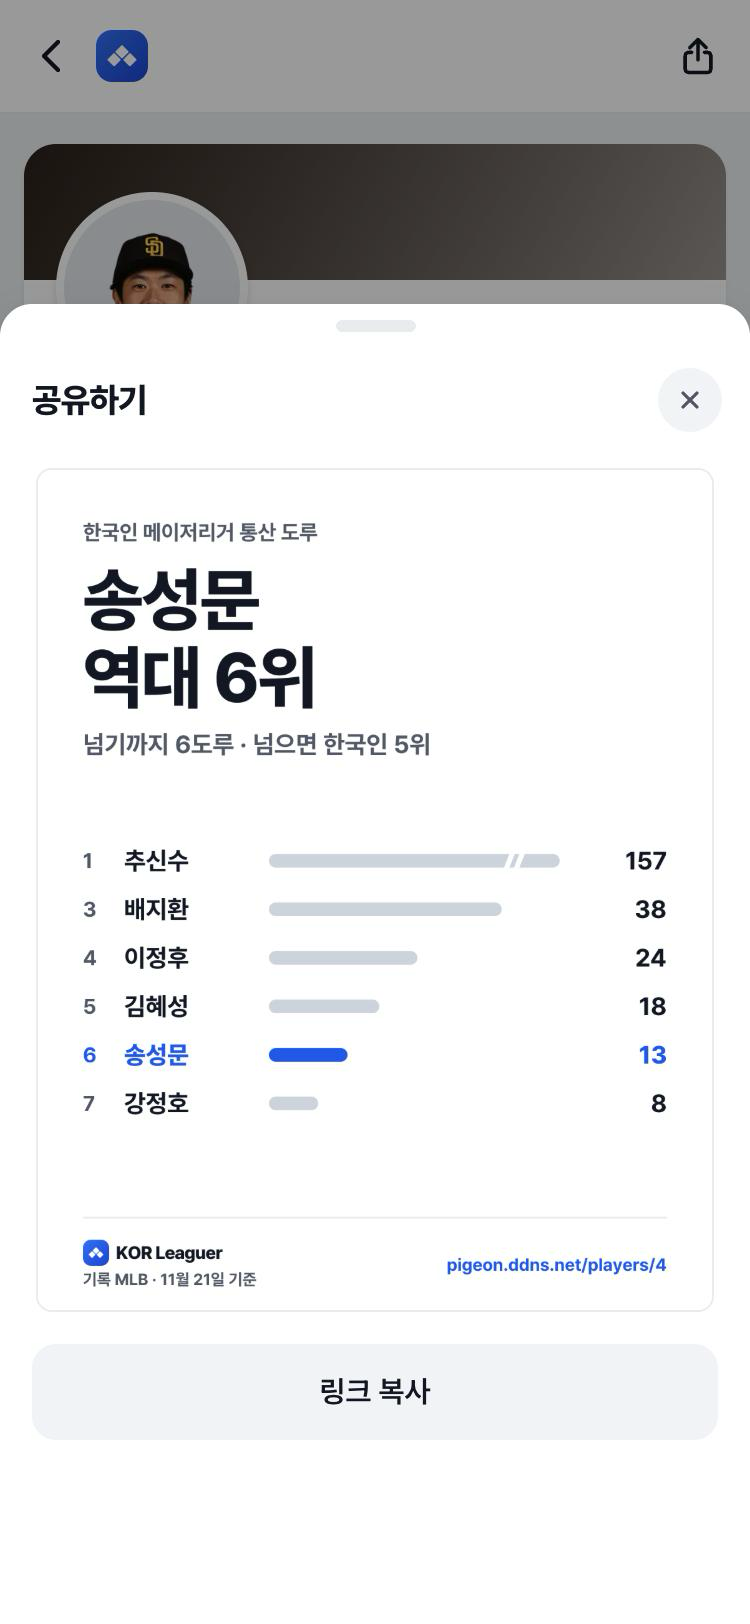 SD
공유하기
한국인 메이저리거 통산 도루
송성문
역대 6위
넘기까지 6도루 · 넘으면 한국인 5위
1 추신수 157
3 배지환 38
4 이정후 24
5 김혜성 18
6 송성문 13
7 강정호 8
KOR Leaguer
기록 MLB · 11월 21일 기준
pigeon.ddns.net/players/4
링크 복사